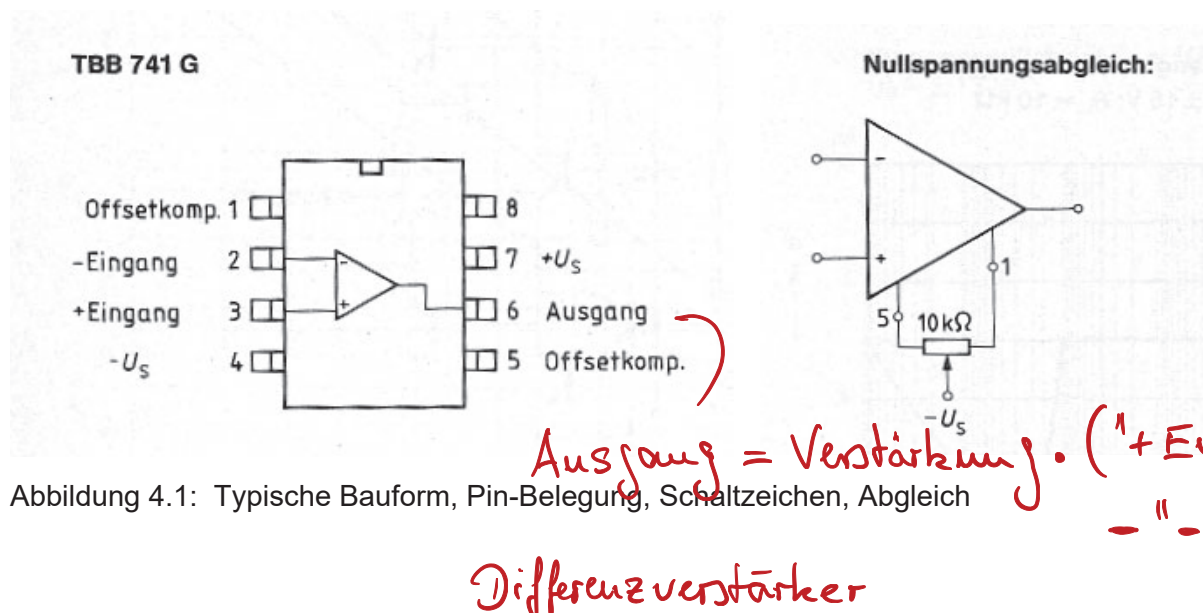 TBB 741 G
Offsetkomp. 1
-Eingang 2
+Eingang 3
-U_S 4
8
7 +U_S
6 Ausgang
5 Offsetkomp.
-
+
Nullspannungsabgleich:
-
+
1
5 10kΩ
-U_S
Ausgang = Verstärkung • ("+
- "-
Abbildung 4.1: Typische Bauform, Pin-Belegung, Schaltzeichen, Abgleich
Differenzverstärker